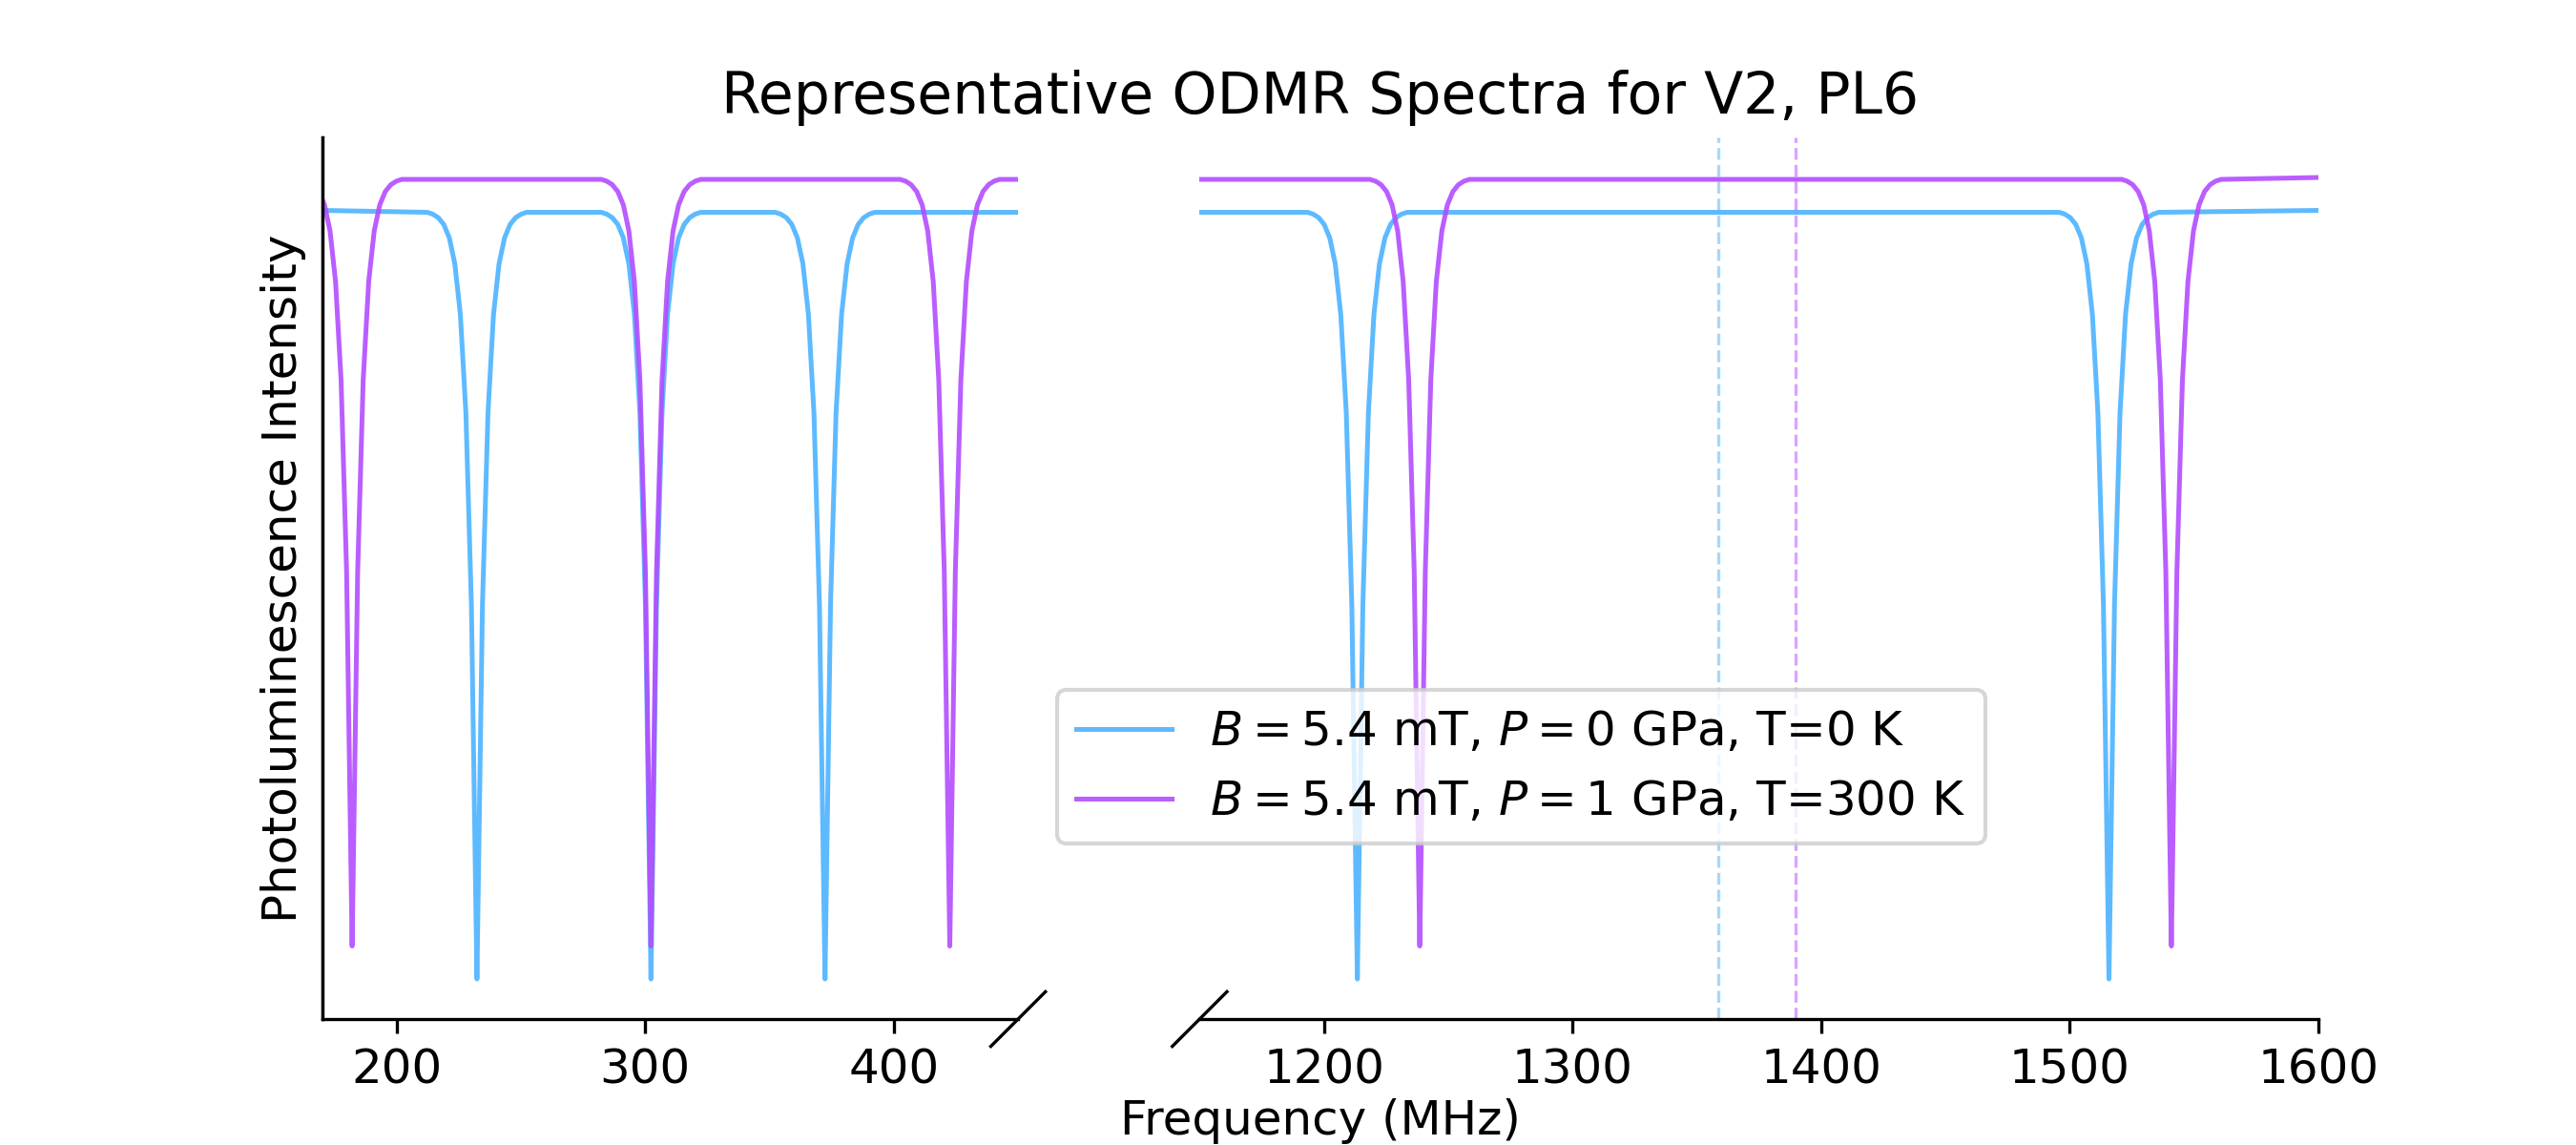 Representative ODMR Spectra for V2, PL6
Photoluminescence Intensity
B = 5.4 mT, P = 0 GPa, T=0 K
B = 5.4 mT, P = 1 GPa, T=300 K
200 300 400 1200 1300 1400 1500 1600
Frequency (MHz)